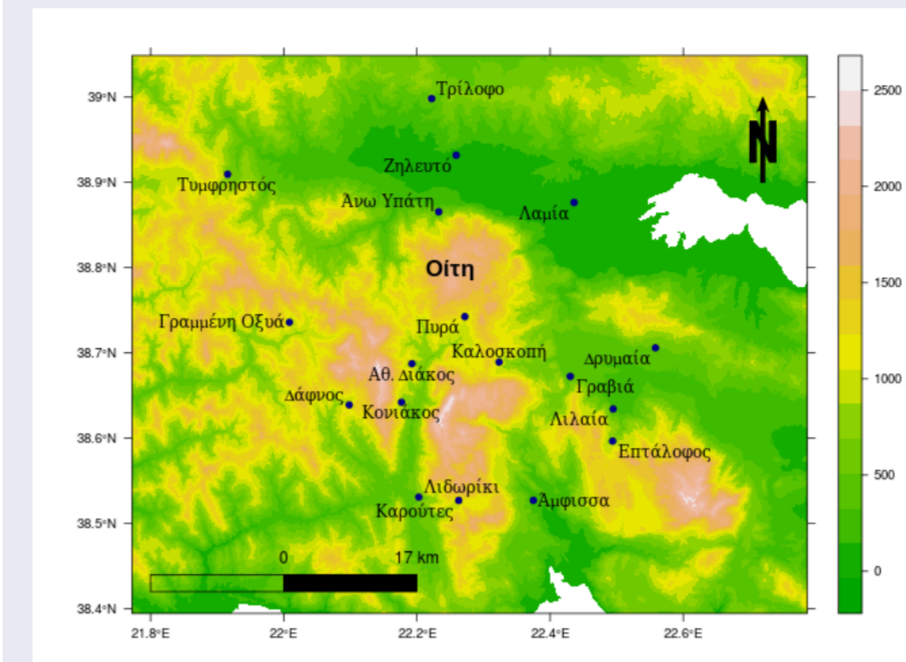 Τρίλοφο
39°N
2500
N
Ζηλευτό
38.9°N
Τυμφρηστός
2000
Άνω Υπάτη
Λαμία
38.8°N
Οίτη
1500
Γραμμένη Οξυά
Πυρά
Καλοσκοπή
38.7°N
Δρυμαία
Αθ. Διάκος
1000
Γραβιά
Δάφνος
Κονιάκος
Λιλαία
38.6°N
Επτάλοφος
500
Λιδωρίκι
Άμφισσα
Καρούτες
38.5°N
0
17 km
0
38.4°N
21.8°E
22°E
22.2°E
22.4°E
22.6°E